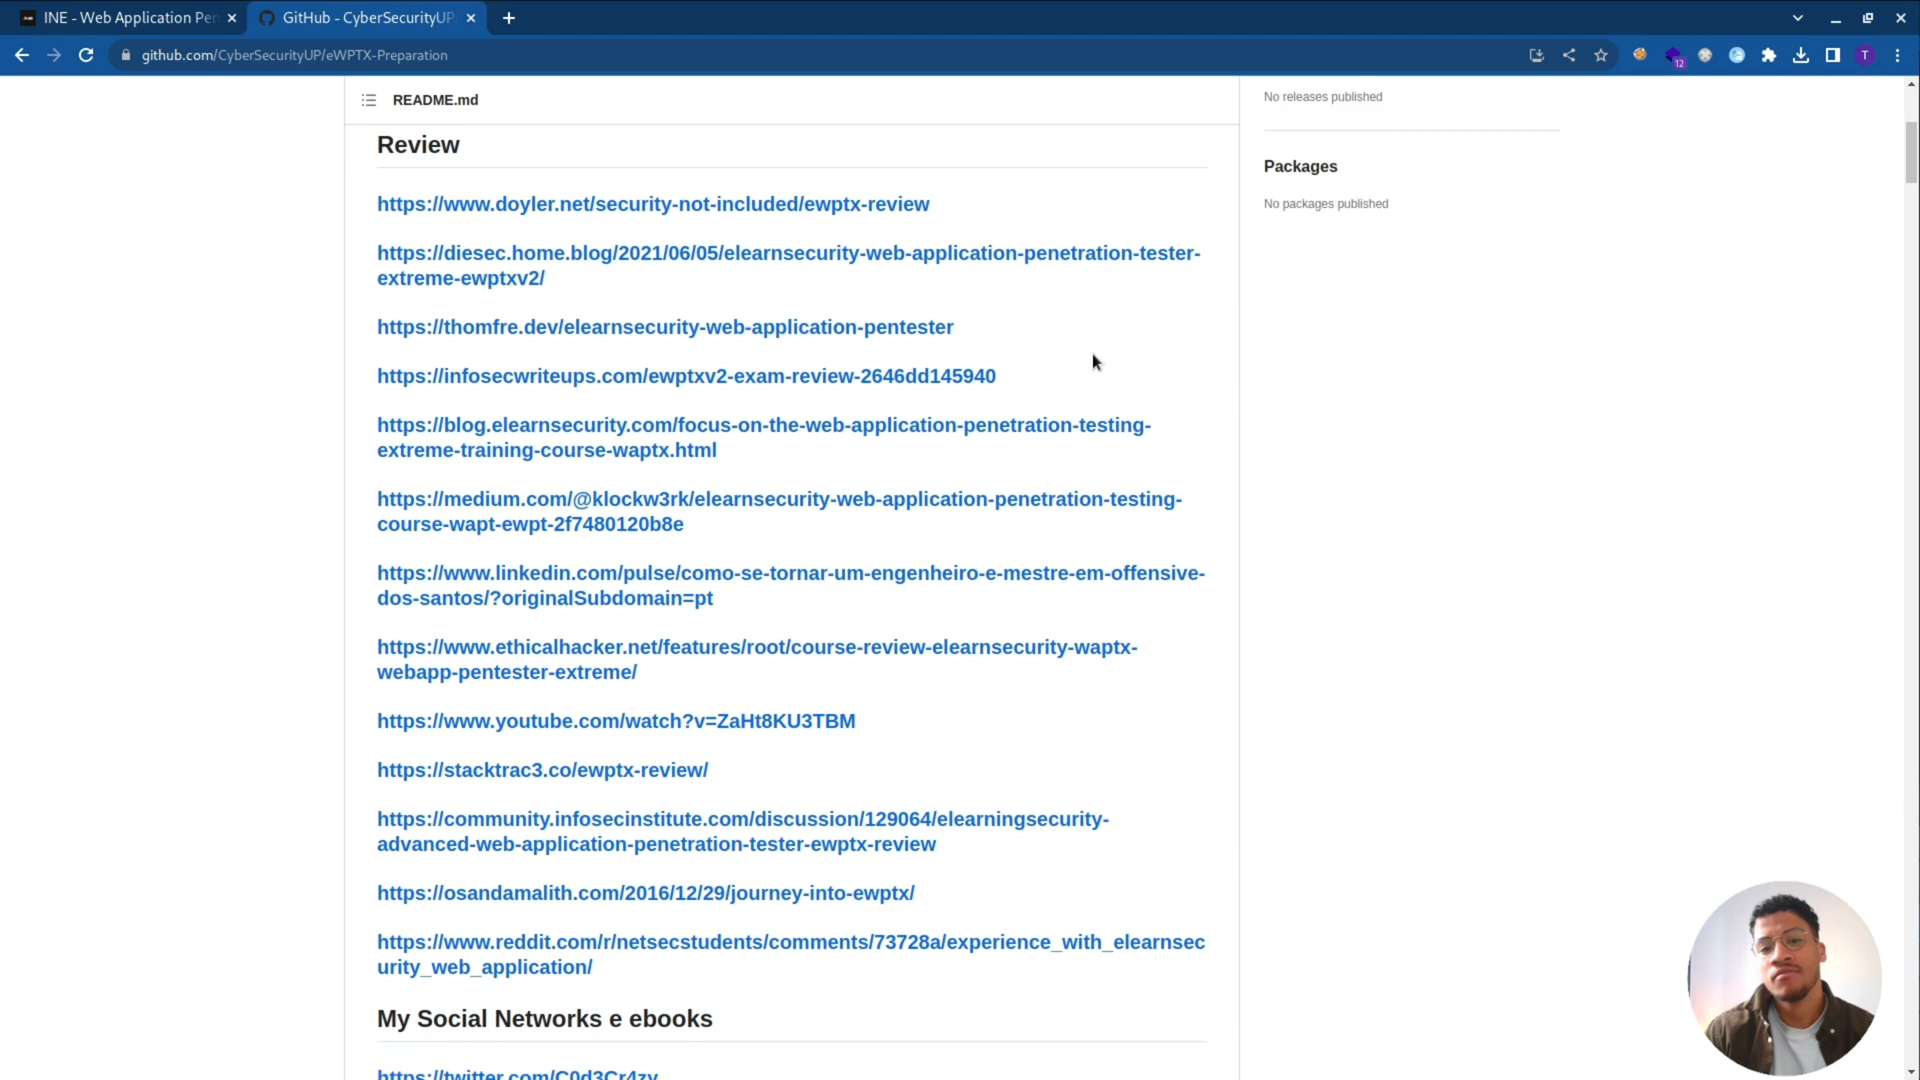 INE - Web Application Pen
GitHub - CyberSecurityUP
github.com/CyberSecurityUP/eWPTX-Preparation
12
T
README.md
No releases published
Packages
No packages published
Review
https://www.doyler.net/security-not-included/ewptx-review
https://diesec.home.blog/2021/06/05/elearnsecurity-web-application-penetration-tester-
extreme-ewptxv2/
https://thomfre.dev/elearnsecurity-web-application-pentester
https://infosecwriteups.com/ewptxv2-exam-review-2646dd145940
https://blog.elearnsecurity.com/focus-on-the-web-application-penetration-testing-
extreme-training-course-waptx.html
https://medium.com/@klockw3rk/elearnsecurity-web-application-penetration-testing-
course-wapt-ewpt-2f7480120b8e
https://www.linkedin.com/pulse/como-se-tornar-um-engenheiro-e-mestre-em-offensive-
dos-santos/?originalSubdomain=pt
https://www.ethicalhacker.net/features/root/course-review-elearnsecurity-waptx-
webapp-pentester-extreme/
https://www.youtube.com/watch?v=ZaHt8KU3TBM
https://stacktrac3.co/ewptx-review/
https://community.infosecinstitute.com/discussion/129064/elearningsecurity-
advanced-web-application-penetration-tester-ewptx-review
https://osandamalith.com/2016/12/29/journey-into-ewptx/
https://www.reddit.com/r/netsecstudents/comments/73728a/experience_with_elearnsec
urity_web_application/
My Social Networks e ebooks
https://twitter.com/C0d3Cr4zy